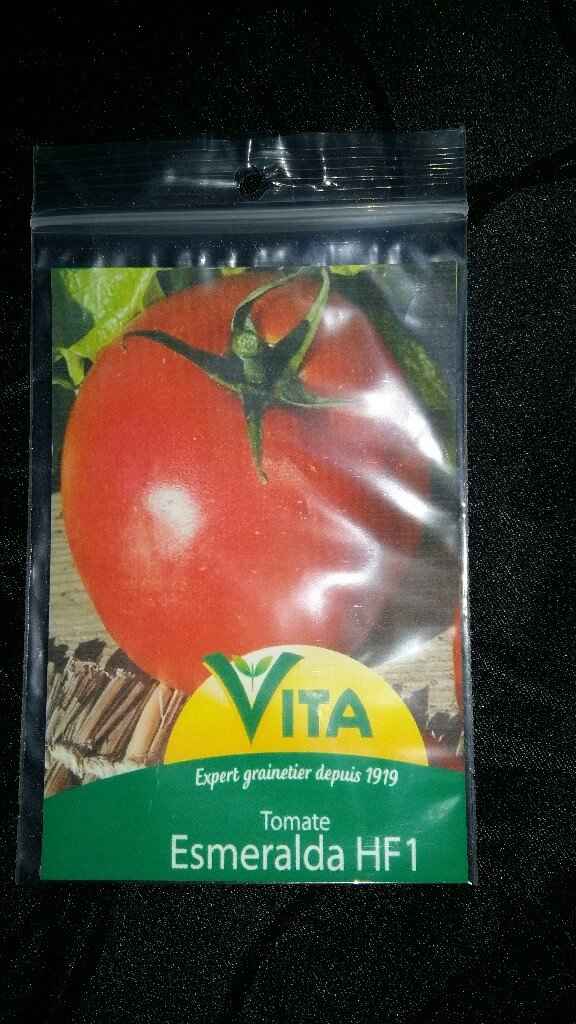 VITA
Expert grainetier depuis 1919
Tomate
Esmeralda HF1